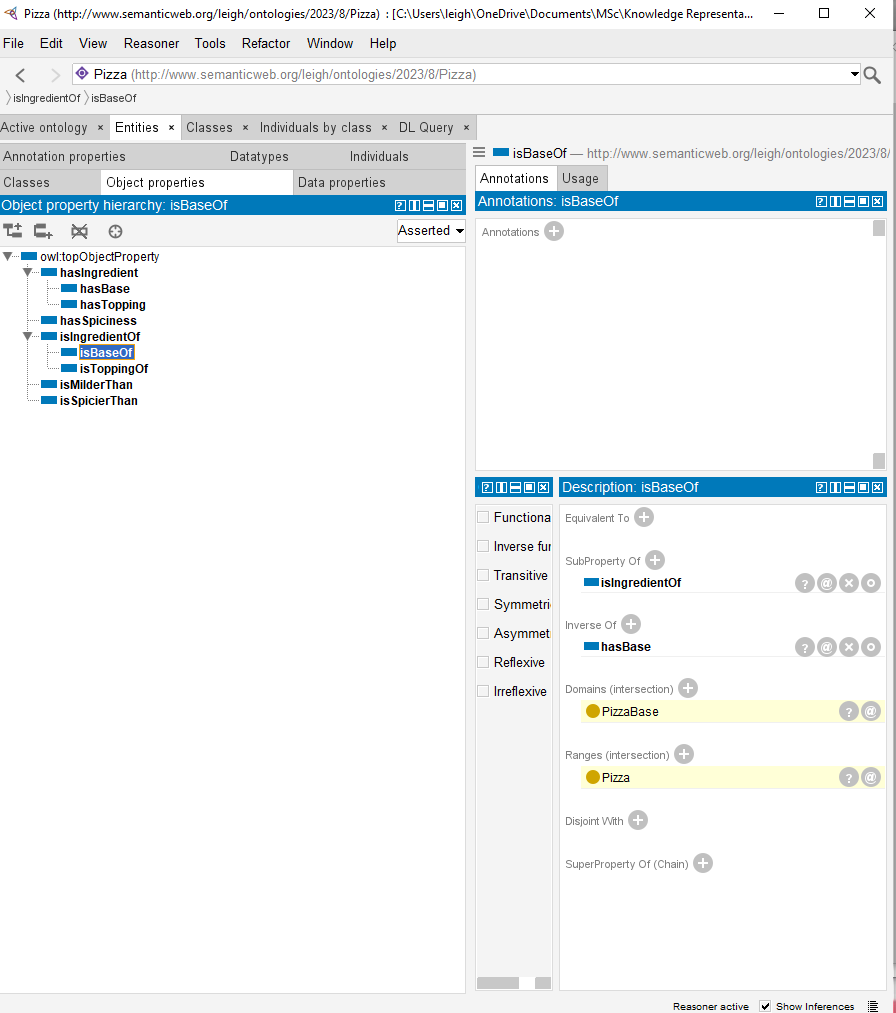 Pizza (http://www.semanticweb.org/leigh/ontologies/2023/8/Pizza) : [C:\Users\leigh\OneDrive\Documents\MSc\Knowledge Representa...
File Edit View Reasoner Tools Refactor Window Help
Pizza (http://www.semanticweb.org/leigh/ontologies/2023/8/Pizza)
isIngredientOf isBaseOf
Active ontology × Entities × Classes × Individuals by class × DL Query ×
Annotation properties Datatypes Individuals
Classes Object properties Data properties
Object property hierarchy: isBaseOf
Asserted
owl:topObjectProperty
hasIngredient
hasBase
hasTopping
hasSpiciness
isIngredientOf
isBaseOf
isToppingOf
isMilderThan
isSpicierThan
isBaseOf — http://www.semanticweb.org/leigh/ontologies/2023/8/
Annotations Usage
Annotations: isBaseOf
Annotations
Functiona
Inverse fur
Transitive
Symmetri
Asymmet
Reflexive
Irreflexive
Description: isBaseOf
Equivalent To
SubProperty Of
isIngredientOf
Inverse Of
hasBase
Domains (intersection)
PizzaBase
Ranges (intersection)
Pizza
Disjoint With
SuperProperty Of (Chain)
Reasoner active Show Inferences